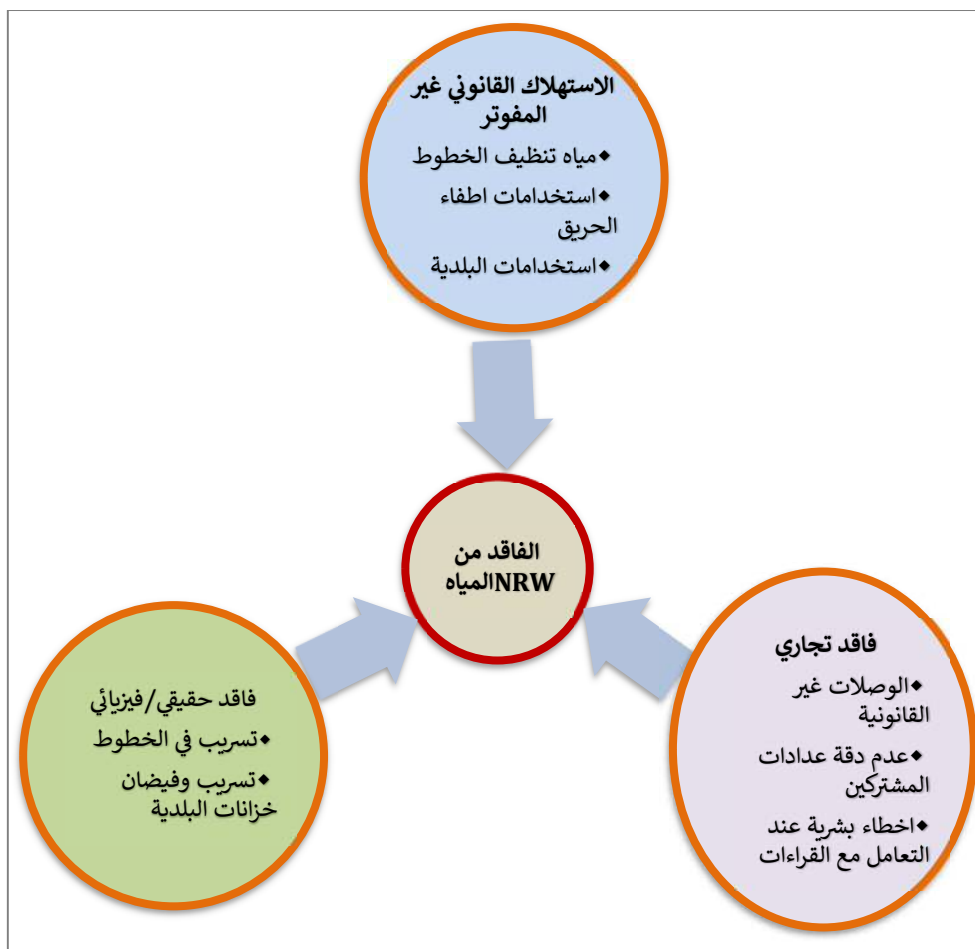 الاستهلاك القانوني غير
المفوتر
◆مياه تنظيف الخطوط
◆استخدامات اطفاء
الحريق
◆استخدامات البلدية
الفاقد من
المياهNRW
فاقد تجاري
◆الوصلات غير
القانونية
◆عدم دقة عدادات
المشتركين
◆اخطاء بشرية عند
التعامل مع القراءات
فاقد حقيقي/فيزيائي
◆تسريب في الخطوط
◆تسريب وفيضان
خزانات البلدية